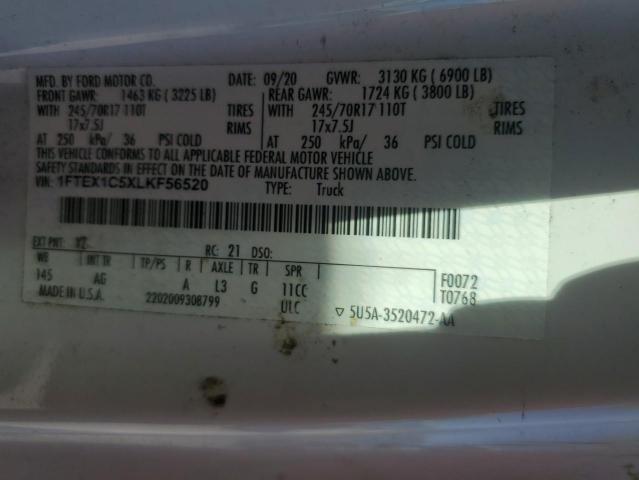 MFD. BY FORD MOTOR CO. DATE: 09/20 GVWR: 3130 KG ( 6900 LB)
FRONT GAWR: 1463 KG ( 3225 LB) REAR GAWR: 1724 KG ( 3800 LB)
WITH 245/70R17 110T TIRES WITH 245/70R17 110T TIRES
17x7.5J RIMS 17x7.5J RIMS
AT 250 kPa/ 36 PSI COLD AT 250 kPa/ 36 PSI COLD
THIS VEHICLE CONFORMS TO ALL APPLICABLE FEDERAL MOTOR VEHICLE
SAFETY STANDARDS IN EFFECT ON THE DATE OF MANUFACTURE SHOWN ABOVE.
VIN: 1FTEX1C5XLKF56520 TYPE: Truck
EXT PNT: YZ RC: 21 DSO:
WB INT TR TP/PS R AXLE TR SPR
145 AG A L3 G 11CC F0072
MADE IN U.S.A. 2202009308799 ULC T0768
▽ 5U5A-3520472-AA